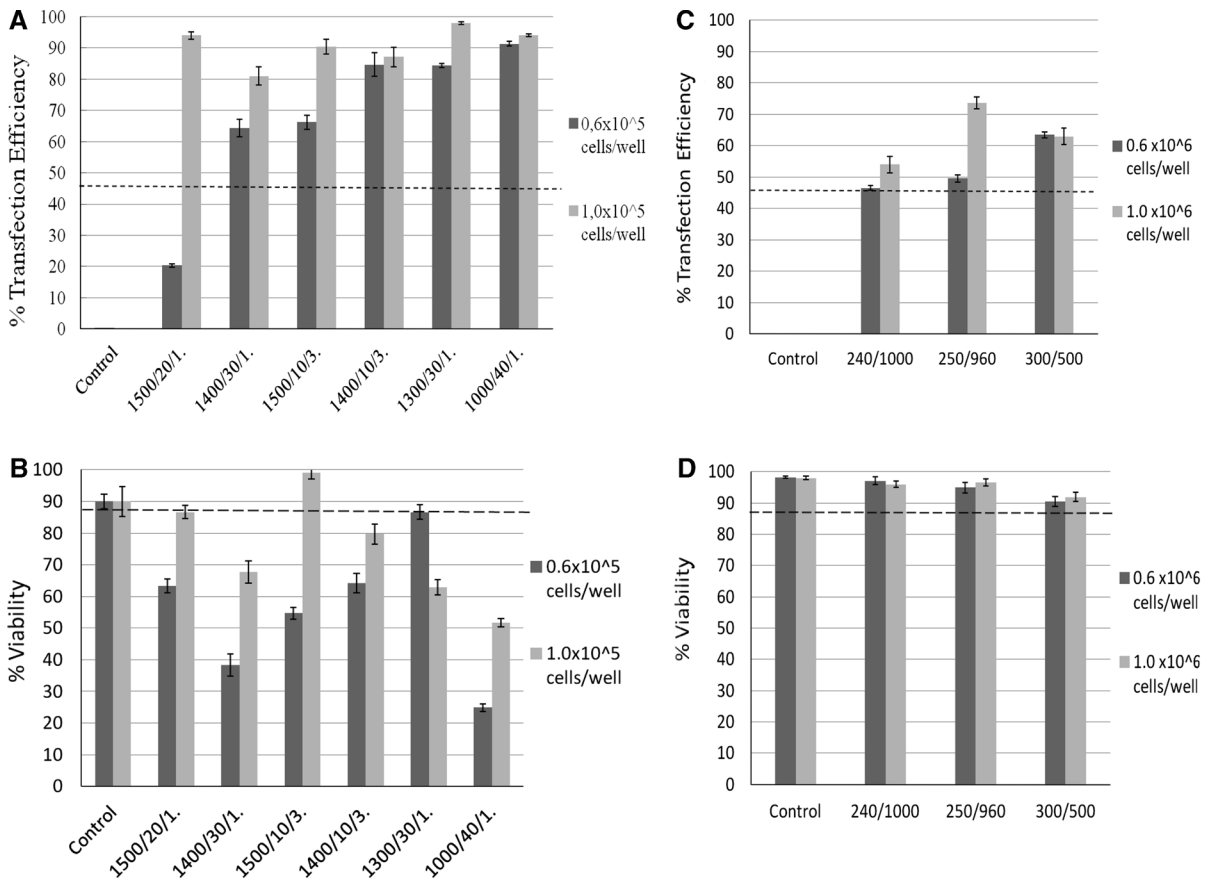 A
% Transfection Efficiency
100
90
80
70
60
50
40
30
20
10
0
Control
1500/20/1.
1400/30/1.
1500/10/3.
1400/10/3.
1300/30/1.
1000/40/1.
0,6x10^5
cells/well
1,0x10^5
cells/well
C
% Transfection Efficiency
100
90
80
70
60
50
40
30
20
10
0
Control
240/1000
250/960
300/500
0.6 x10^6
cells/well
1.0 x10^6
cells/well
B
% Viability
100
90
80
70
60
50
40
30
20
10
0
Control
1500/20/1.
1400/30/1.
1500/10/3.
1400/10/3.
1300/30/1.
1000/40/1.
0.6x10^5
cells/well
1.0x10^5
cells/well
D
% Viability
100
90
80
70
60
50
40
30
20
10
0
Control
240/1000
250/960
300/500
0.6 x10^6
cells/well
1.0 x10^6
cells/well